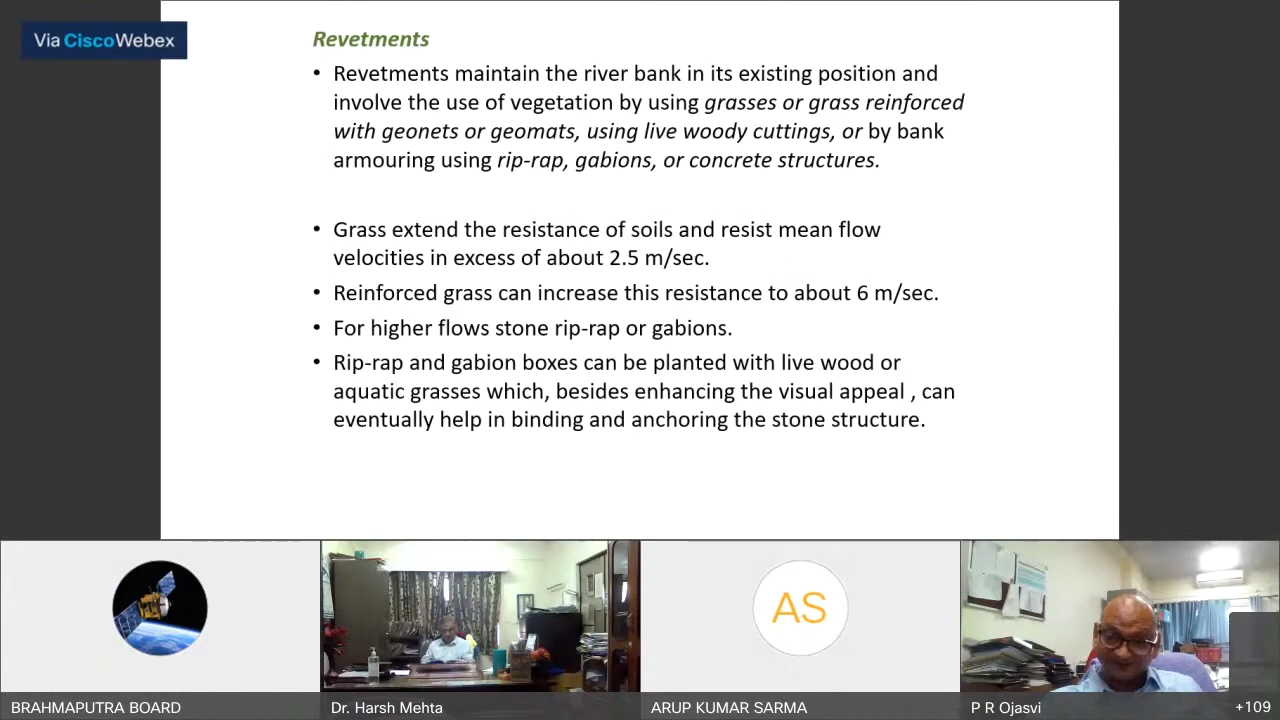 Via Cisco Webex
Revetments
• Revetments maintain the river bank in its existing position and
involve the use of vegetation by using grasses or grass reinforced
with geonets or geomats, using live woody cuttings, or by bank
armouring using rip-rap, gabions, or concrete structures.
• Grass extend the resistance of soils and resist mean flow
velocities in excess of about 2.5 m/sec.
• Reinforced grass can increase this resistance to about 6 m/sec.
• For higher flows stone rip-rap or gabions.
• Rip-rap and gabion boxes can be planted with live wood or
aquatic grasses which, besides enhancing the visual appeal , can
eventually help in binding and anchoring the stone structure.
AS
BRAHMAPUTRA BOARD
Dr. Harsh Mehta
ARUP KUMAR SARMA
P R Ojasvi
+109